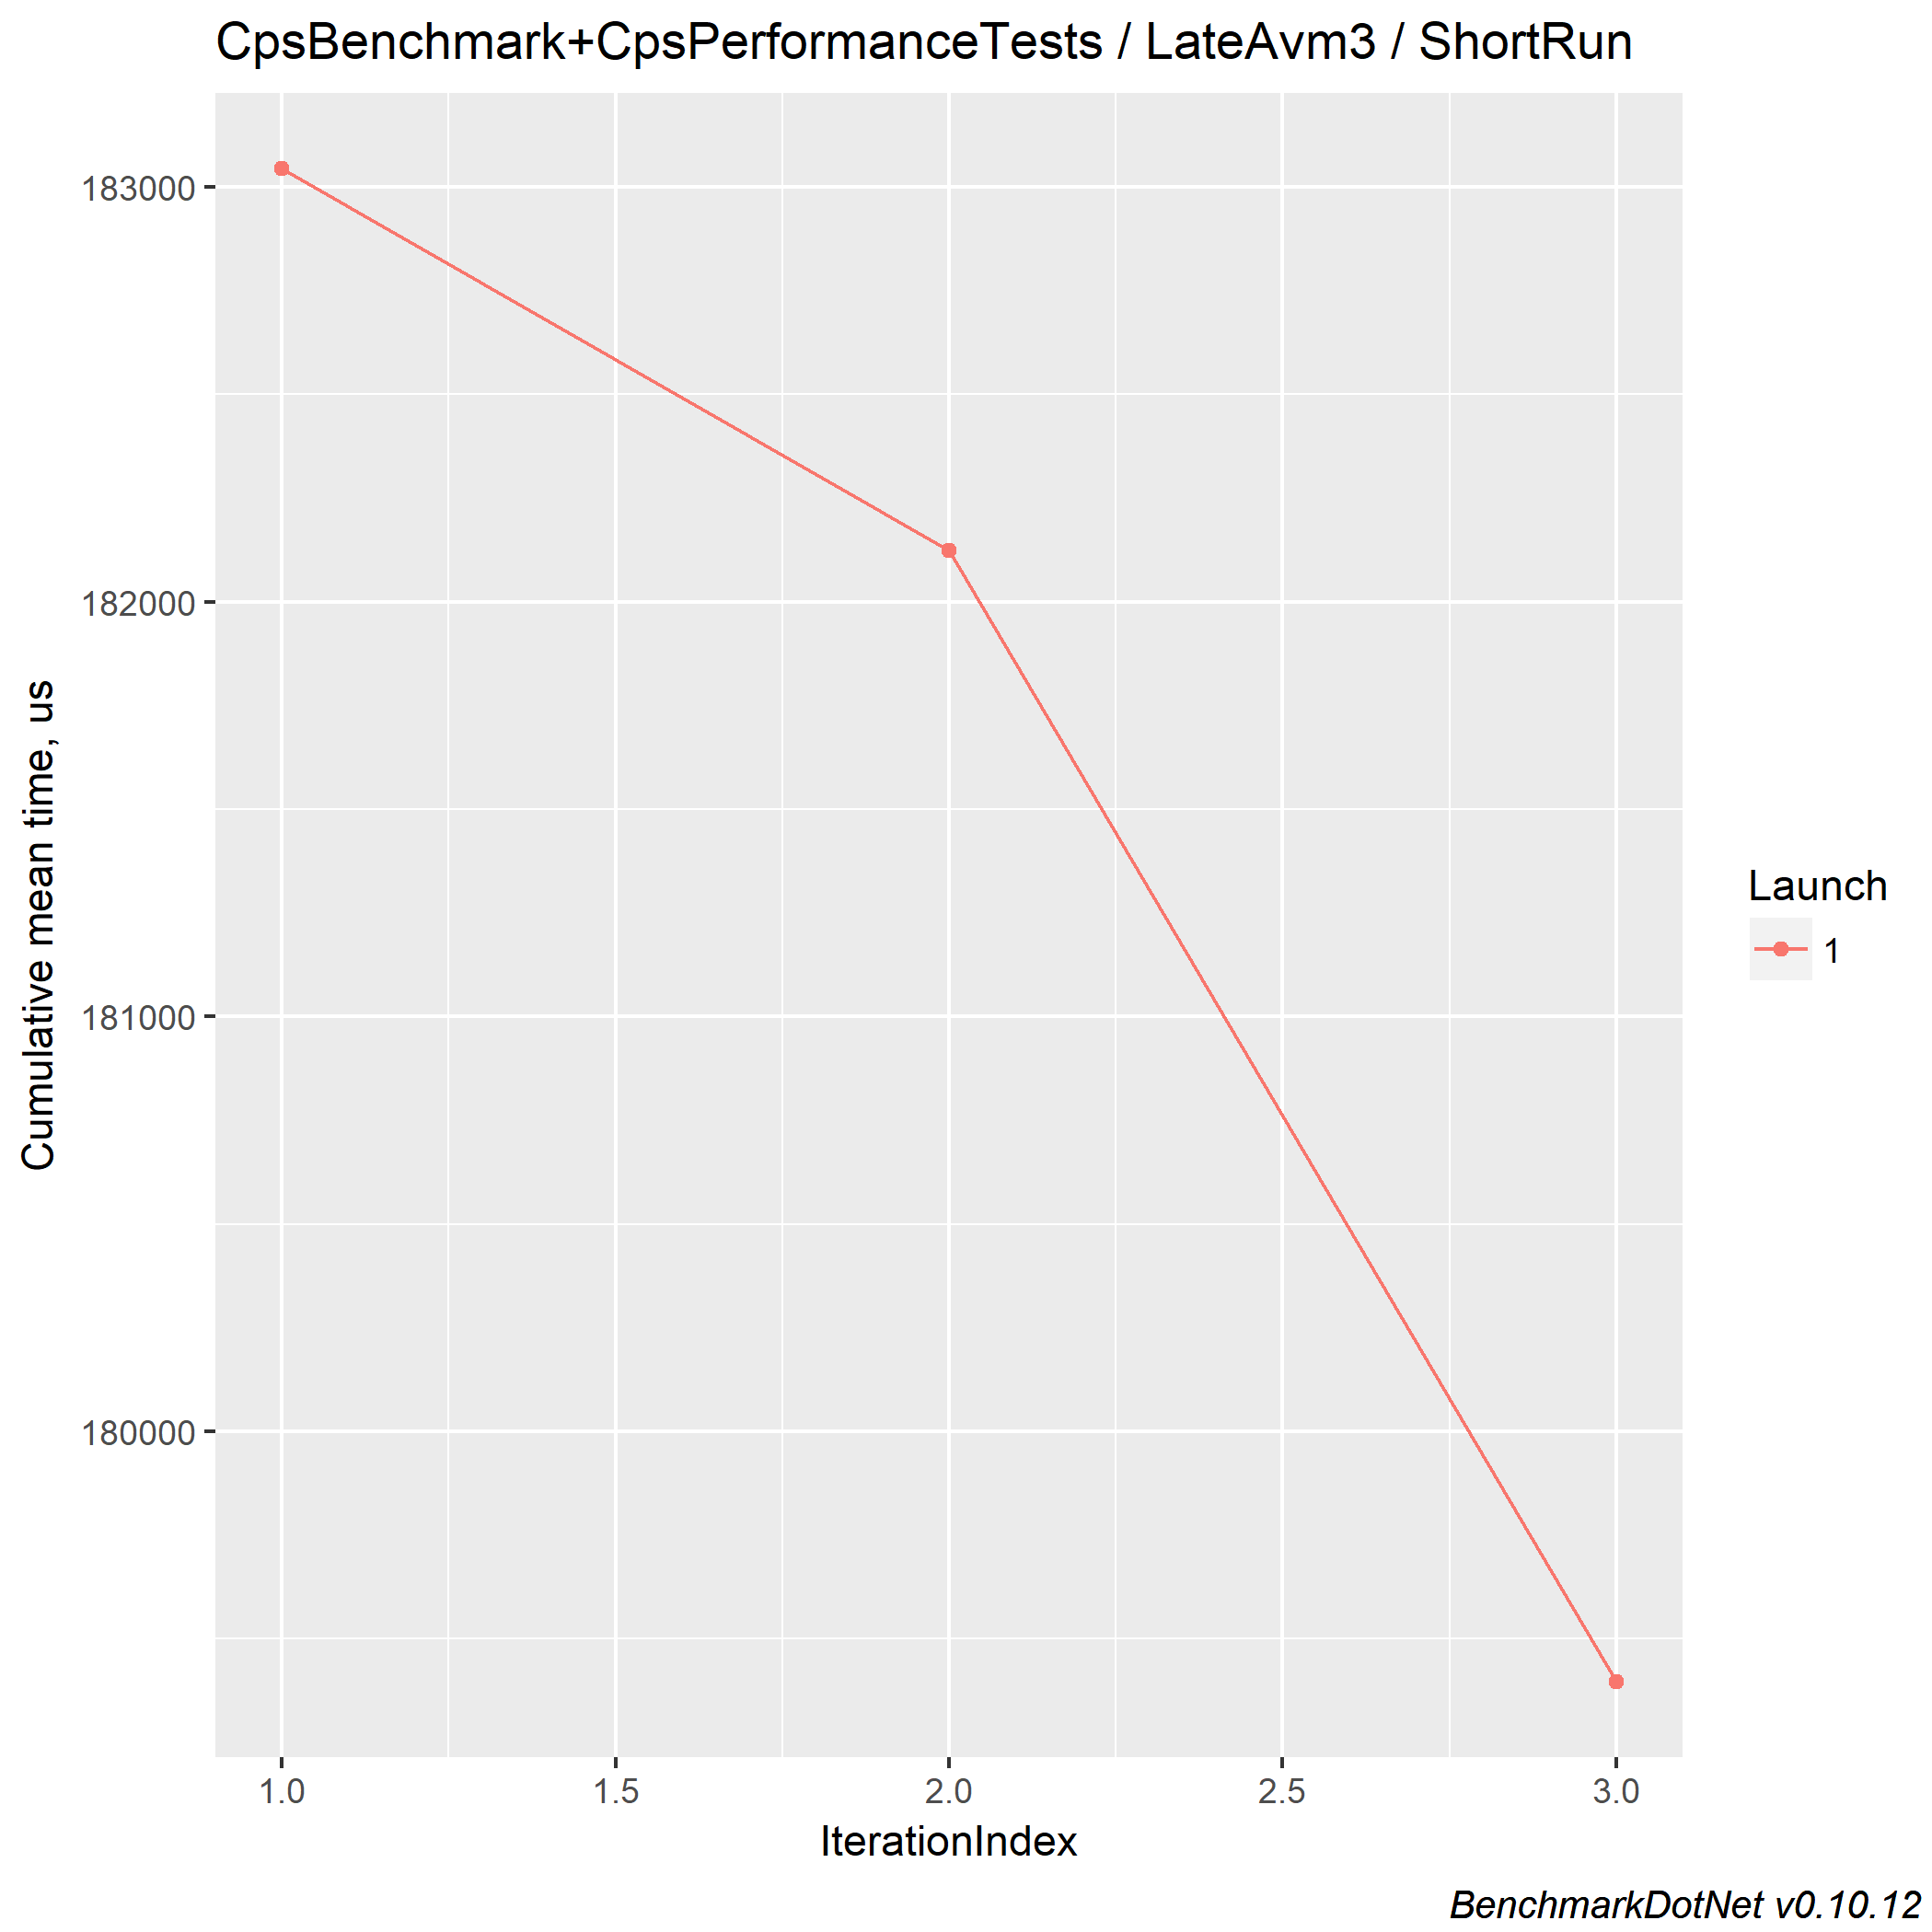 CpsBenchmark+CpsPerformanceTests / LateAvm3 / ShortRun
183000
182000
181000
180000
Cumulative mean time, us
1.0 1.5 2.0 2.5 3.0
IterationIndex
Launch
1
BenchmarkDotNet v0.10.12